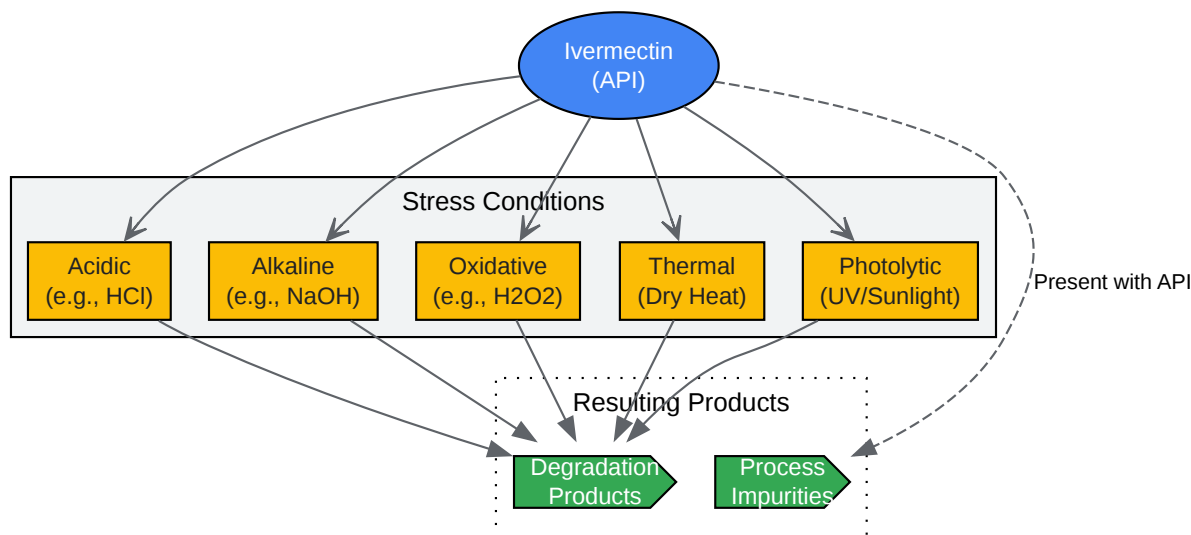 Ivermectin
(API)
Stress Conditions
Acidic
(e.g., HCl)
Alkaline
(e.g., NaOH)
Oxidative
(e.g., H2O2)
Thermal
(Dry Heat)
Photolytic
(UV/Sunlight)
Present with API
Resulting Products
Degradation
Products
Process
Impurities